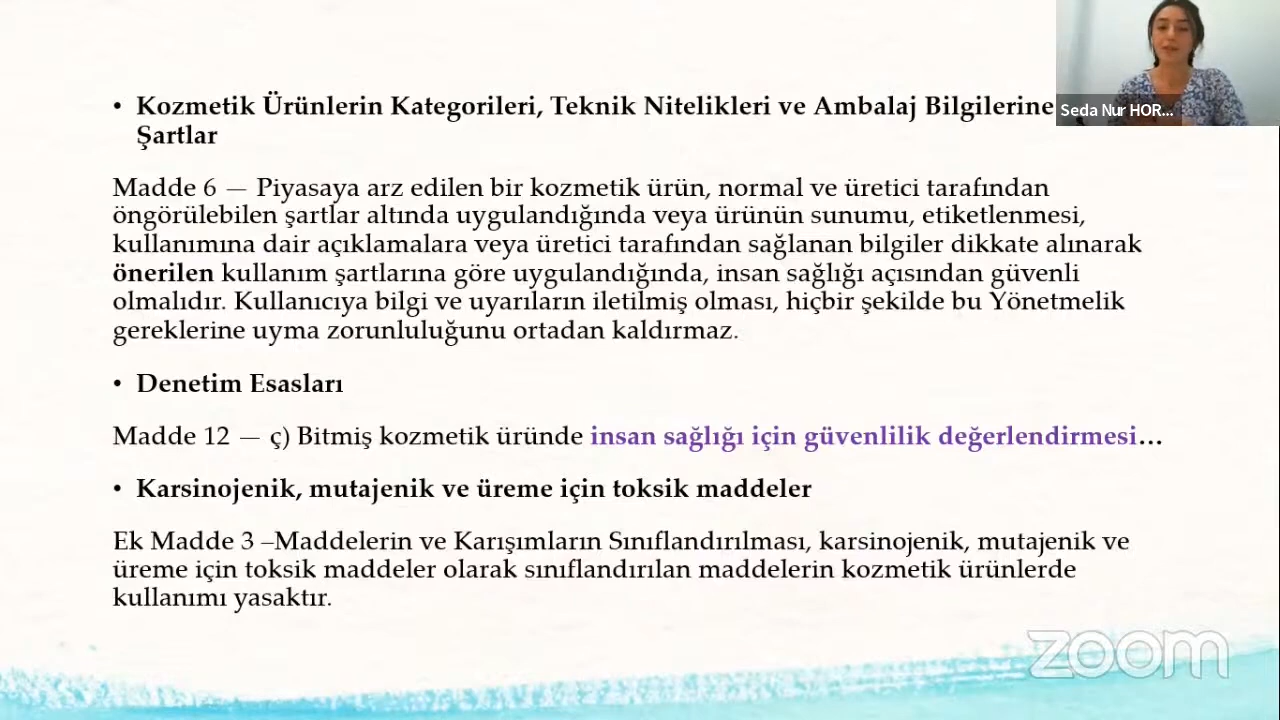 • Kozmetik Ürünlerin Kategorileri, Teknik Nitelikleri ve Ambalaj Bilgilerine
Şartlar
Madde 6 — Piyasaya arz edilen bir kozmetik ürün, normal ve üretici tarafından
öngörülebilen şartlar altında uygulandığında veya ürünün sunumu, etiketlenmesi,
kullanımına dair açıklamalara veya üretici tarafından sağlanan bilgiler dikkate alınarak
önerilen kullanım şartlarına göre uygulandığında, insan sağlığı açısından güvenli
olmalıdır. Kullanıcıya bilgi ve uyarıların iletilmiş olması, hiçbir şekilde bu Yönetmelik
gereklerine uyma zorunluluğunu ortadan kaldırmaz.
• Denetim Esasları
Madde 12 — ç) Bitmiş kozmetik üründe insan sağlığı için güvenlilik değerlendirmesi…
• Karsinojenik, mutajenik ve üreme için toksik maddeler
Ek Madde 3 –Maddelerin ve Karışımların Sınıflandırılması, karsinojenik, mutajenik ve
üreme için toksik maddeler olarak sınıflandırılan maddelerin kozmetik ürünlerde
kullanımı yasaktır.
Seda Nur HOR...
zoom